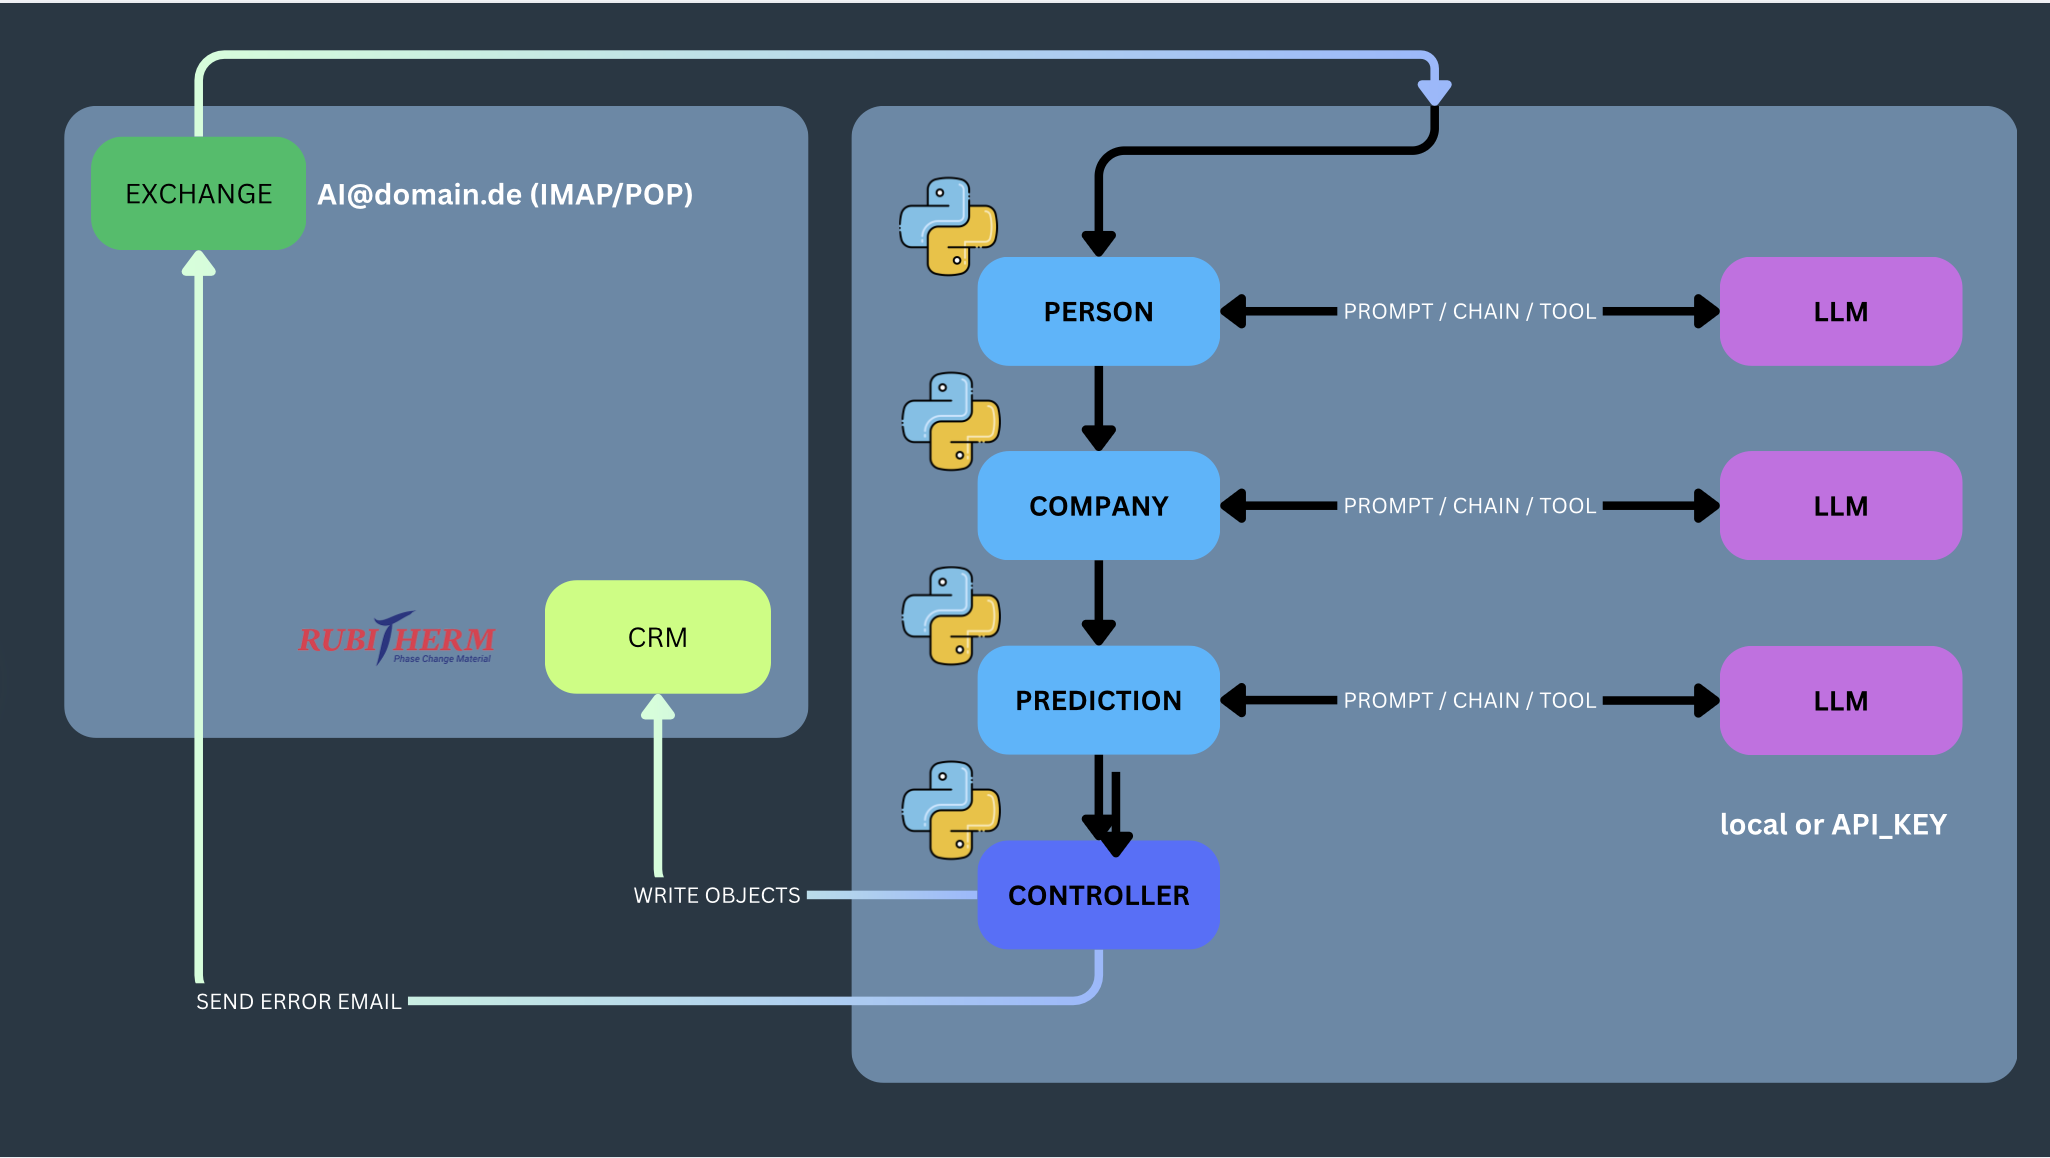 EXCHANGE
AI@domain.de (IMAP/POP)
RUBITHERM
Phase Change Material
CRM
PERSON
PROMPT / CHAIN / TOOL
LLM
COMPANY
PROMPT / CHAIN / TOOL
LLM
PREDICTION
PROMPT / CHAIN / TOOL
LLM
local or API_KEY
CONTROLLER
WRITE OBJECTS
SEND ERROR EMAIL